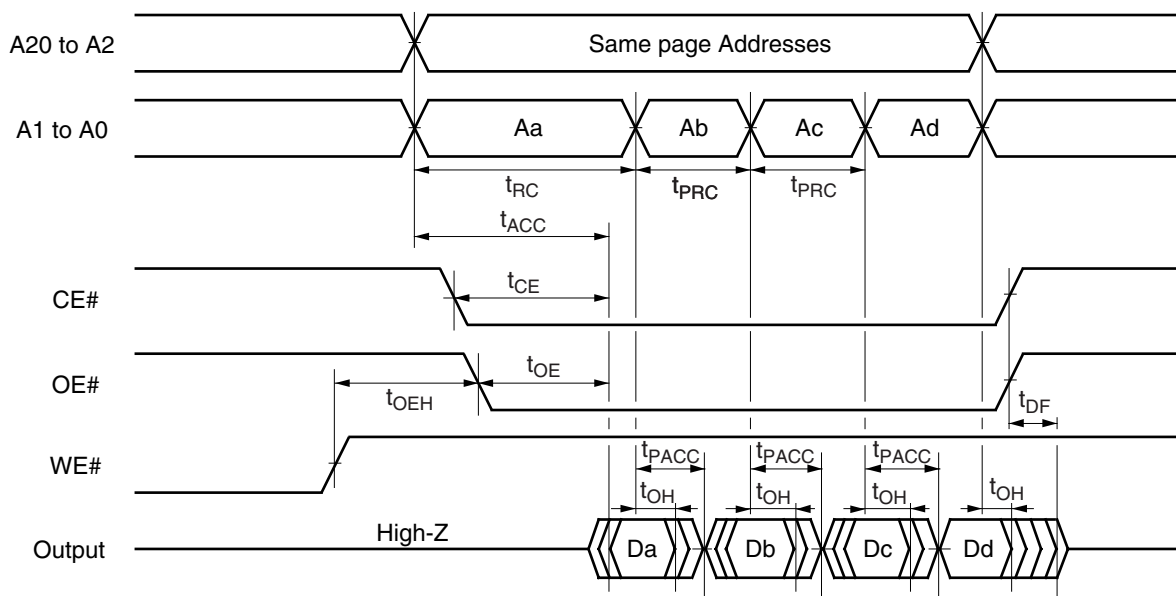 A20 to A2
Same page Addresses
A1 to A0
Aa
Ab
Ac
Ad
tRC
tPRC
tPRC
tACC
CE#
tCE
OE#
tOE
tOEH
tDF
WE#
tPACC
tPACC
tPACC
tOH
tOH
tOH
tOH
Output
High-Z
Da
Db
Dc
Dd